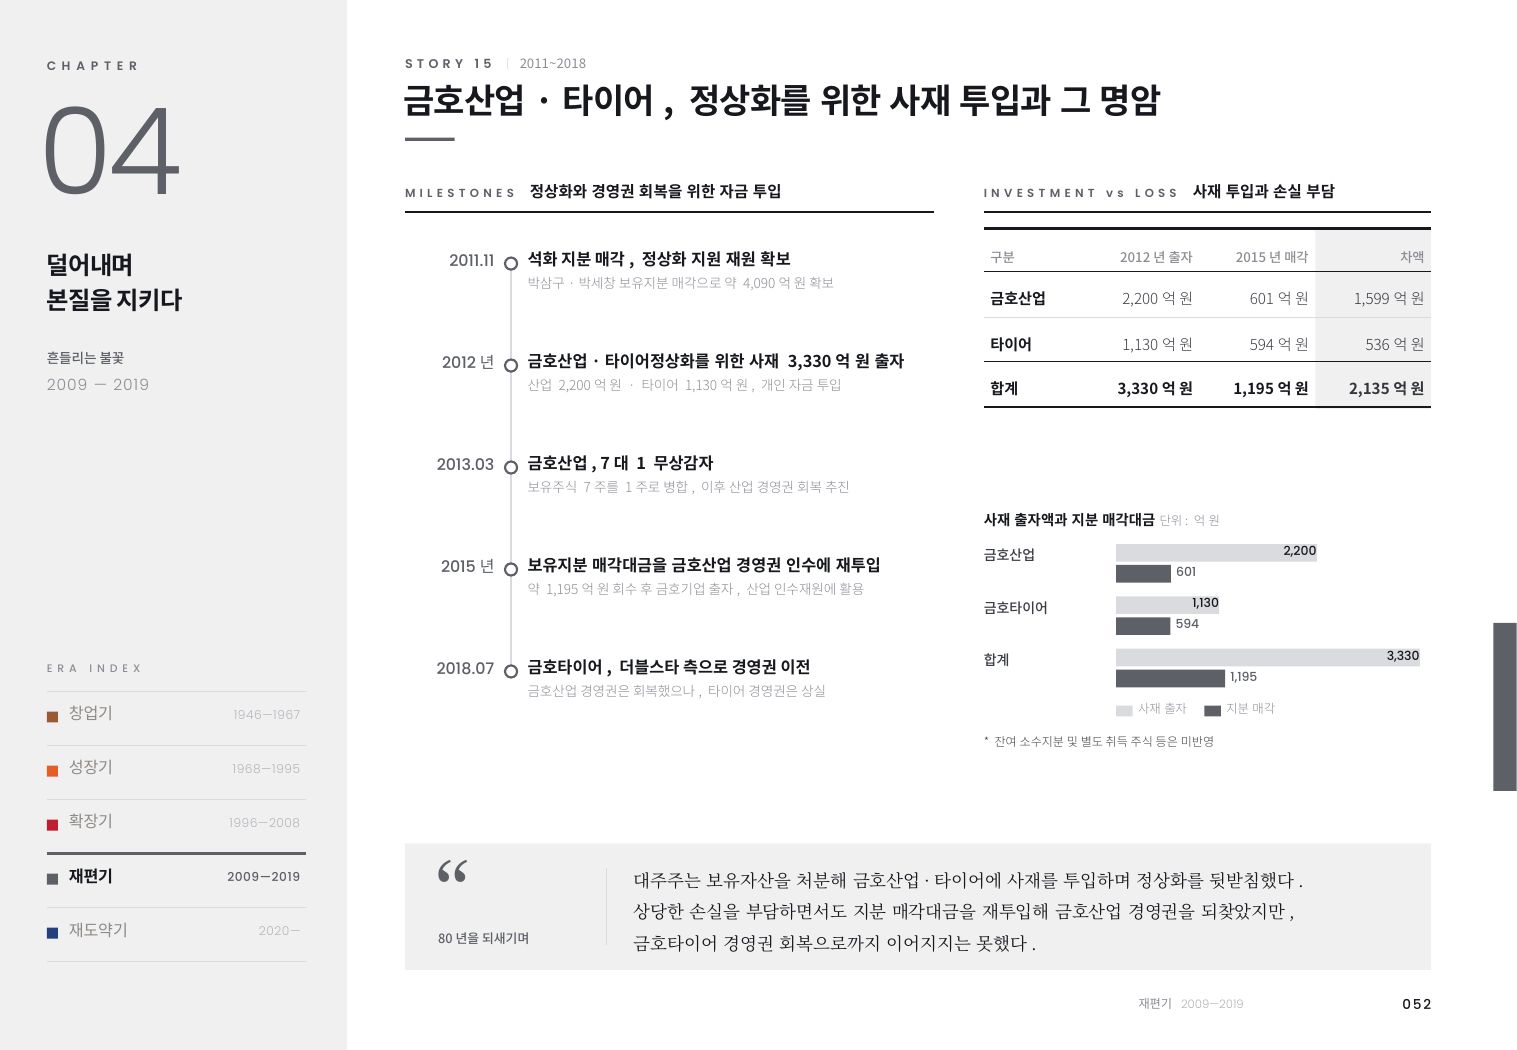 CHAPTER
04
덜어내며
본질을 지키다
흔들리는 불꽃
2009 — 2019
ERA INDEX
창업기 1946—1967
성장기 1968—1995
확장기 1996—2008
재편기 2009—2019
재도약기 2020—
STORY 15 | 2011~2018
금호산업 · 타이어 , 정상화를 위한 사재 투입과 그 명암
MILESTONES 정상화와 경영권 회복을 위한 자금 투입
2011.11 석화 지분 매각 , 정상화 지원 재원 확보
박삼구 · 박세창 보유지분 매각으로 약 4,090 억 원 확보
2012 년 금호산업 · 타이어정상화를 위한 사재 3,330 억 원 출자
산업 2,200 억 원 · 타이어 1,130 억 원 , 개인 자금 투입
2013.03 금호산업 , 7 대 1 무상감자
보유주식 7 주를 1 주로 병합 , 이후 산업 경영권 회복 추진
2015 년 보유지분 매각대금을 금호산업 경영권 인수에 재투입
약 1,195 억 원 회수 후 금호기업 출자 , 산업 인수재원에 활용
2018.07 금호타이어 , 더블스타 측으로 경영권 이전
금호산업 경영권은 회복했으나 , 타이어 경영권은 상실
INVESTMENT vs LOSS 사재 투입과 손실 부담
구분 2012 년 출자 2015 년 매각 차액
금호산업 2,200 억 원 601 억 원 1,599 억 원
타이어 1,130 억 원 594 억 원 536 억 원
합계 3,330 억 원 1,195 억 원 2,135 억 원
사재 출자액과 지분 매각대금 단위 : 억 원
금호산업 2,200
601
금호타이어 1,130
594
합계 3,330
1,195
사재 출자 지분 매각
* 잔여 소수지분 및 별도 취득 주식 등은 미반영
“
80 년을 되새기며
대주주는 보유자산을 처분해 금호산업 · 타이어에 사재를 투입하며 정상화를 뒷받침했다 .
상당한 손실을 부담하면서도 지분 매각대금을 재투입해 금호산업 경영권을 되찾았지만 ,
금호타이어 경영권 회복으로까지 이어지지는 못했다 .
재편기 2009—2019 052